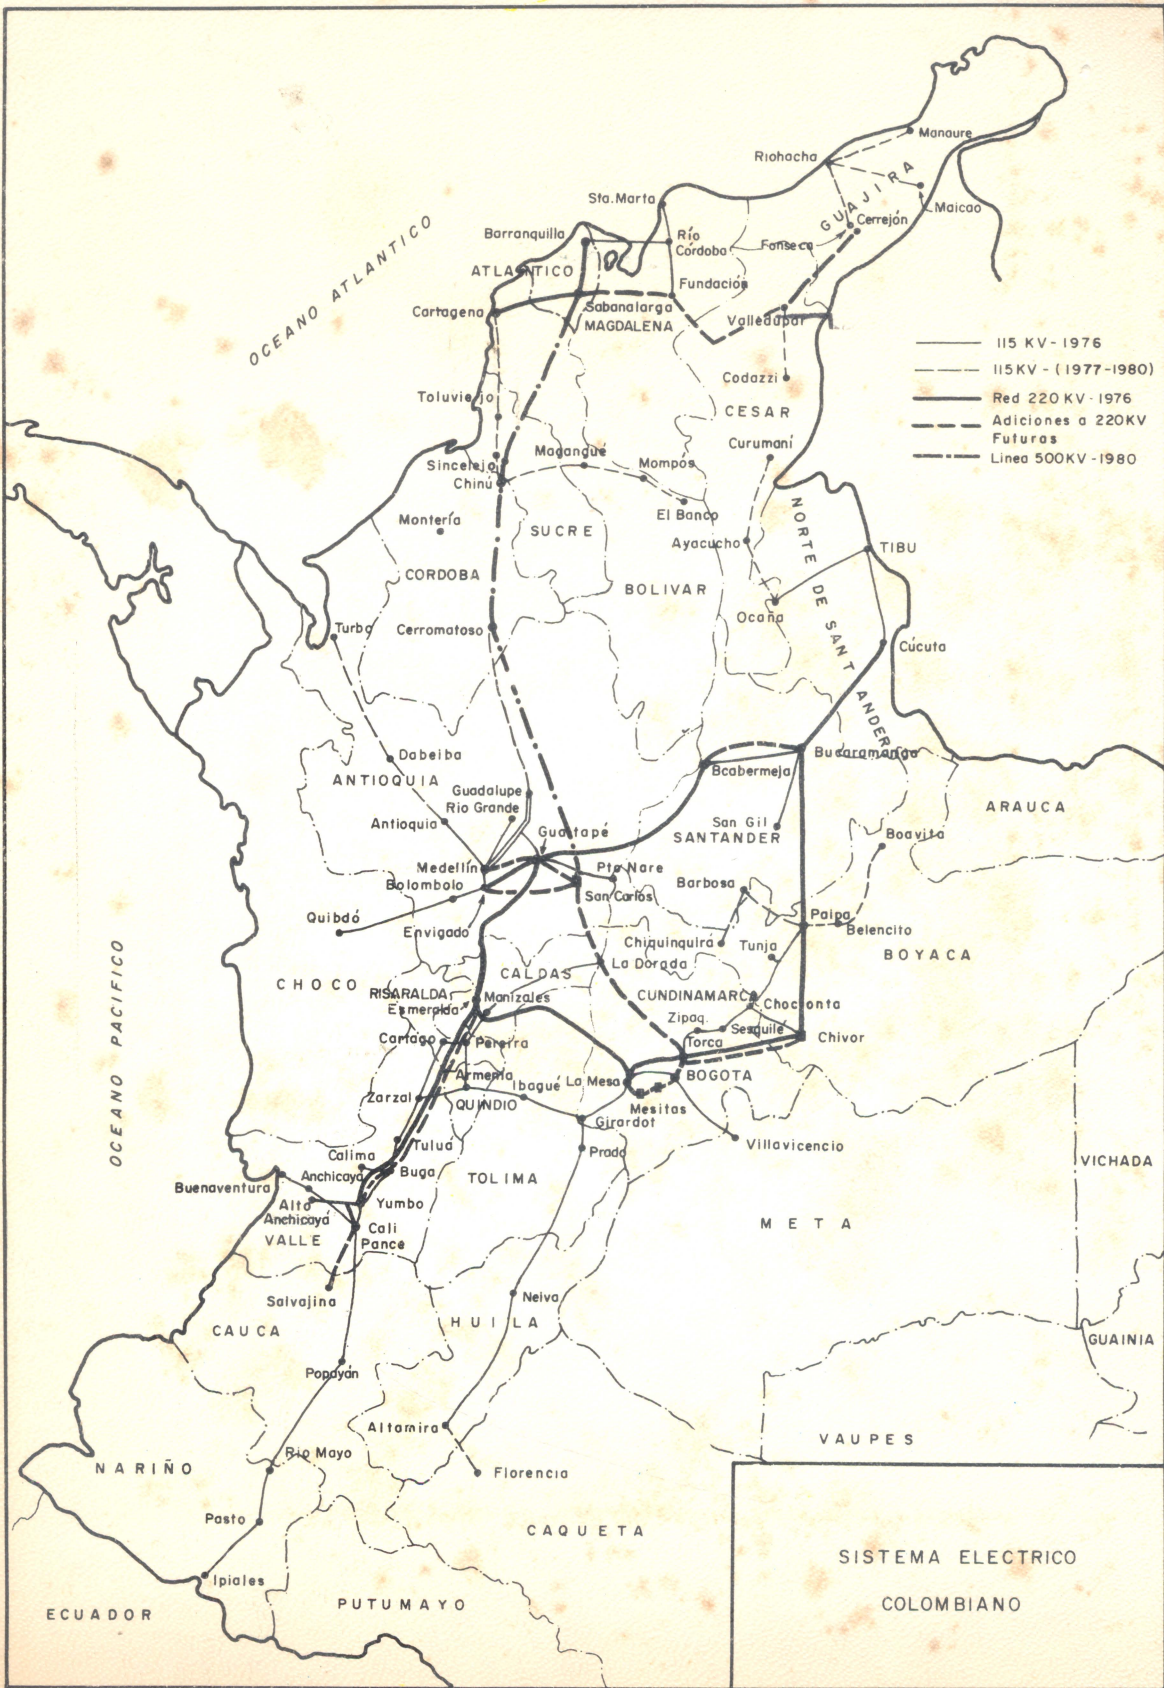 Manaure
Riohacha
GUAJIRA
Maicao
Sta. Marta
Cerrejón
Barranquilla
Río
Córdoba
Fonseca
OCEANO ATLANTICO
ATLANTICO
Fundación
Cartagena
Sabanalarga
MAGDALENA
Valledupar
115 KV - 1976
115KV - (1977-1980)
Red 220 KV - 1976
Adiciones a 220KV
Futuras
Linea 500KV - 1980
Codazzi
Toluviejo
CESAR
Curumaní
Magangué
Sincelejo
Mompós
Chinú
El Banco
Montería
SUCRE
NORTE DE SANTANDER
Ayacucho
TIBU
CORDOBA
BOLIVAR
Ocaña
Turbo
Cerromatoso
Cúcuta
Bucaramanga
Dabeiba
Bcabermeja
ANTIOQUIA
Guadalupe
Rio Grande
ARAUCA
Antioquia
San Gil
Guatapé
SANTANDER
Boavita
Medellín
Pto Nare
Bolombolo
Barbosa
San Carlos
Quibdó
Paipa
Envigado
Belencito
Chiquinquirá
Tunja
BOYACA
La Dorada
CALDAS
CHOCO
RISARALDA
Manizales
CUNDINAMARCA
Esmeralda
Choconta
Zipaq.
Sesquilé
Cartago
Pereira
Torca
Chivor
OCEANO PACIFICO
Armenia
Ibagué
La Mesa
BOGOTA
Zarzal
QUINDIO
Mesitas
Girardot
Tulua
Villavicencio
Calima
Prado
VICHADA
Anchicaya
Buga
TOLIMA
Buenaventura
Alto
Anchicayá
Yumbo
META
Cali
VALLE
Pance
Salvajina
Neiva
CAUCA
HUILA
GUAINIA
Popayán
Altamira
VAUPES
Rio Mayo
NARIÑO
Florencia
Pasto
CAQUETA
SISTEMA ELECTRICO
COLOMBIANO
Ipiales
PUTUMAYO
ECUADOR